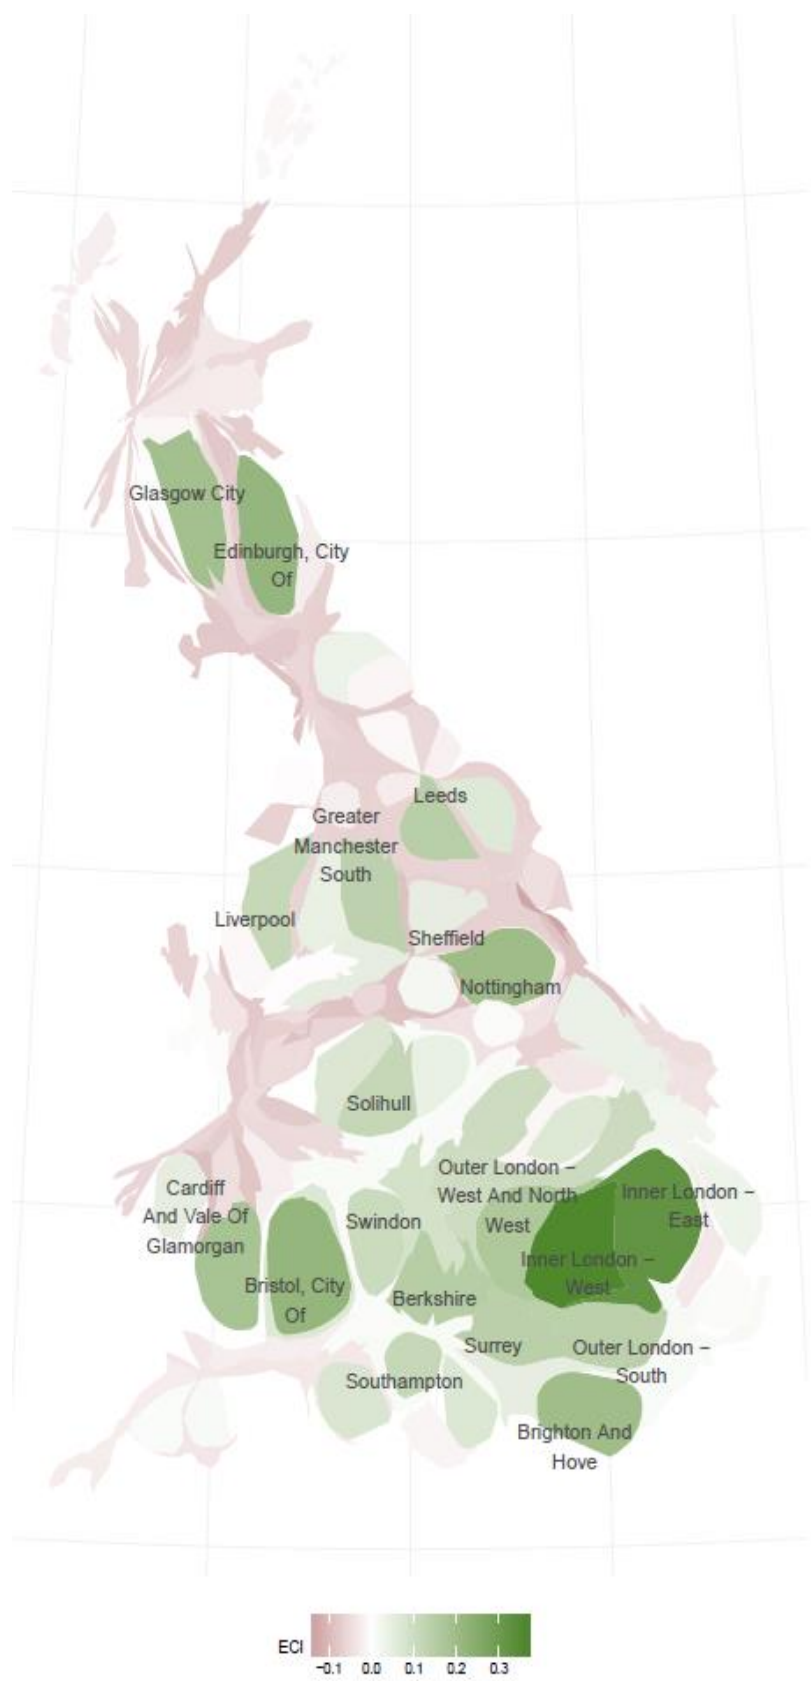 Glasgow City
Edinburgh, City
Of
Leeds
Greater
Manchester
South
Liverpool
Sheffield
Nottingham
Solihull
Outer London –
West And North
West
Inner London –
East
Cardiff
And Vale Of
Glamorgan
Swindon
Inner London –
West
Bristol, City
Of
Berkshire
Surrey
Outer London –
South
Southampton
Brighton And
Hove
ECI
−0.1 0.0 0.1 0.2 0.3